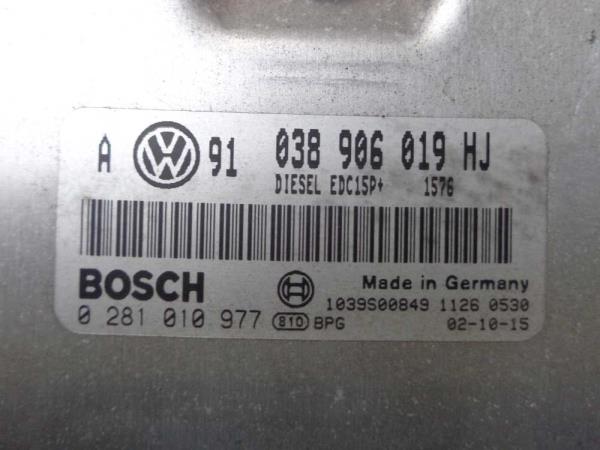 A VW 91 038 906 019 HJ
DIESEL EDC15P+ 1576
BOSCH Made in Germany
1039S00849 1126 0530
0 281 010 977 810 BPG 02-10-15